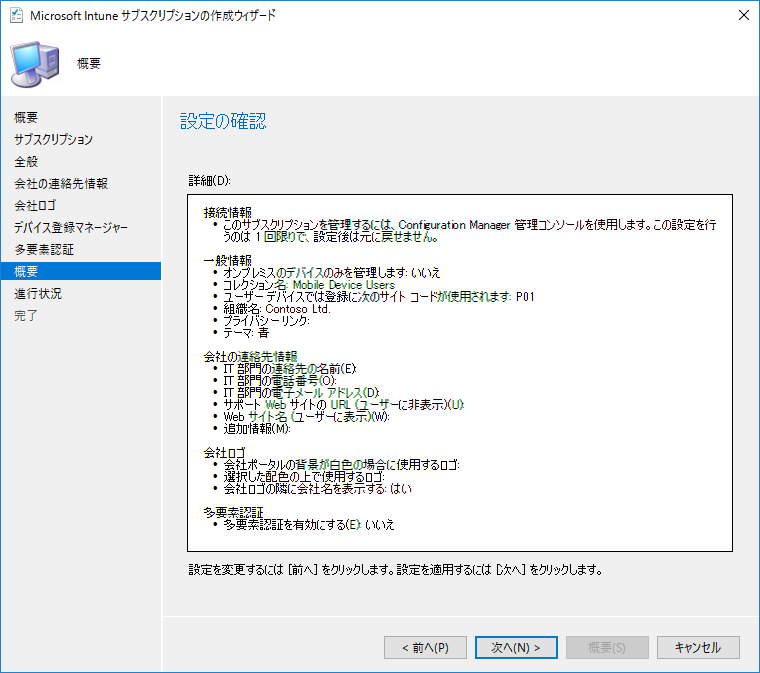 Microsoft Intune サブスクリプションの作成ウィザード
概要
概要
サブスクリプション
全般
会社の連絡先情報
会社ロゴ
デバイス登録マネージャー
多要素認証
概要
進行状況
完了
設定の確認
詳細(D):
接続情報
• このサブスクリプションを管理するには、Configuration Manager 管理コンソールを使用します。この設定を行
うのは 1 回限りで、設定後は元に戻せません。
一般情報
• オンプレミスのデバイスのみを管理します: いいえ
• コレクション名: Mobile Device Users
• ユーザー デバイスでは登録に次のサイト コードが使用されます: P01
• 組織名: Contoso Ltd.
• プライバシー リンク:
• テーマ: 青
会社の連絡先情報
• IT 部門の連絡先の名前(E):
• IT 部門の電話番号(O):
• IT 部門の電子メール アドレス(D):
• サポート Web サイトの URL (ユーザーに非表示)(U):
• Web サイト名 (ユーザーに表示)(W):
• 追加情報(M):
会社ロゴ
• 会社ポータルの背景が白色の場合に使用するロゴ:
• 選択した配色の上で使用するロゴ:
• 会社ロゴの隣に会社名を表示する: はい
多要素認証
• 多要素認証を有効にする(E): いいえ
設定を変更するには [前へ] をクリックします。設定を適用するには [次へ] をクリックします。
< 前へ(P)
次へ(N) >
概要(S)
キャンセル